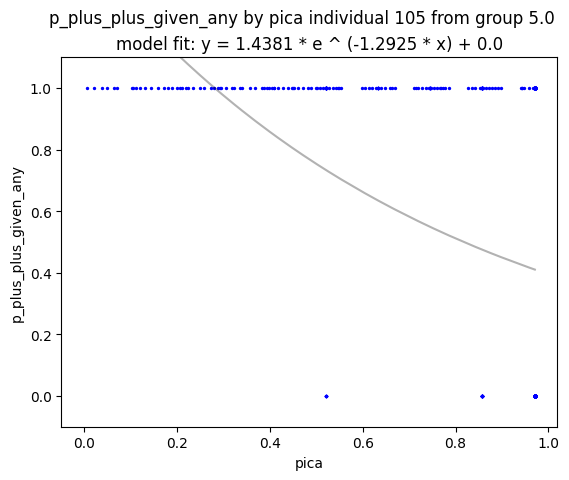 p_plus_plus_given_any by pica individual 105 from group 5.0
model fit: y = 1.4381 * e ^ (-1.2925 * x) + 0.0
p_plus_plus_given_any
1.0
0.8
0.6
0.4
0.2
0.0
0.0 0.2 0.4 0.6 0.8 1.0
pica